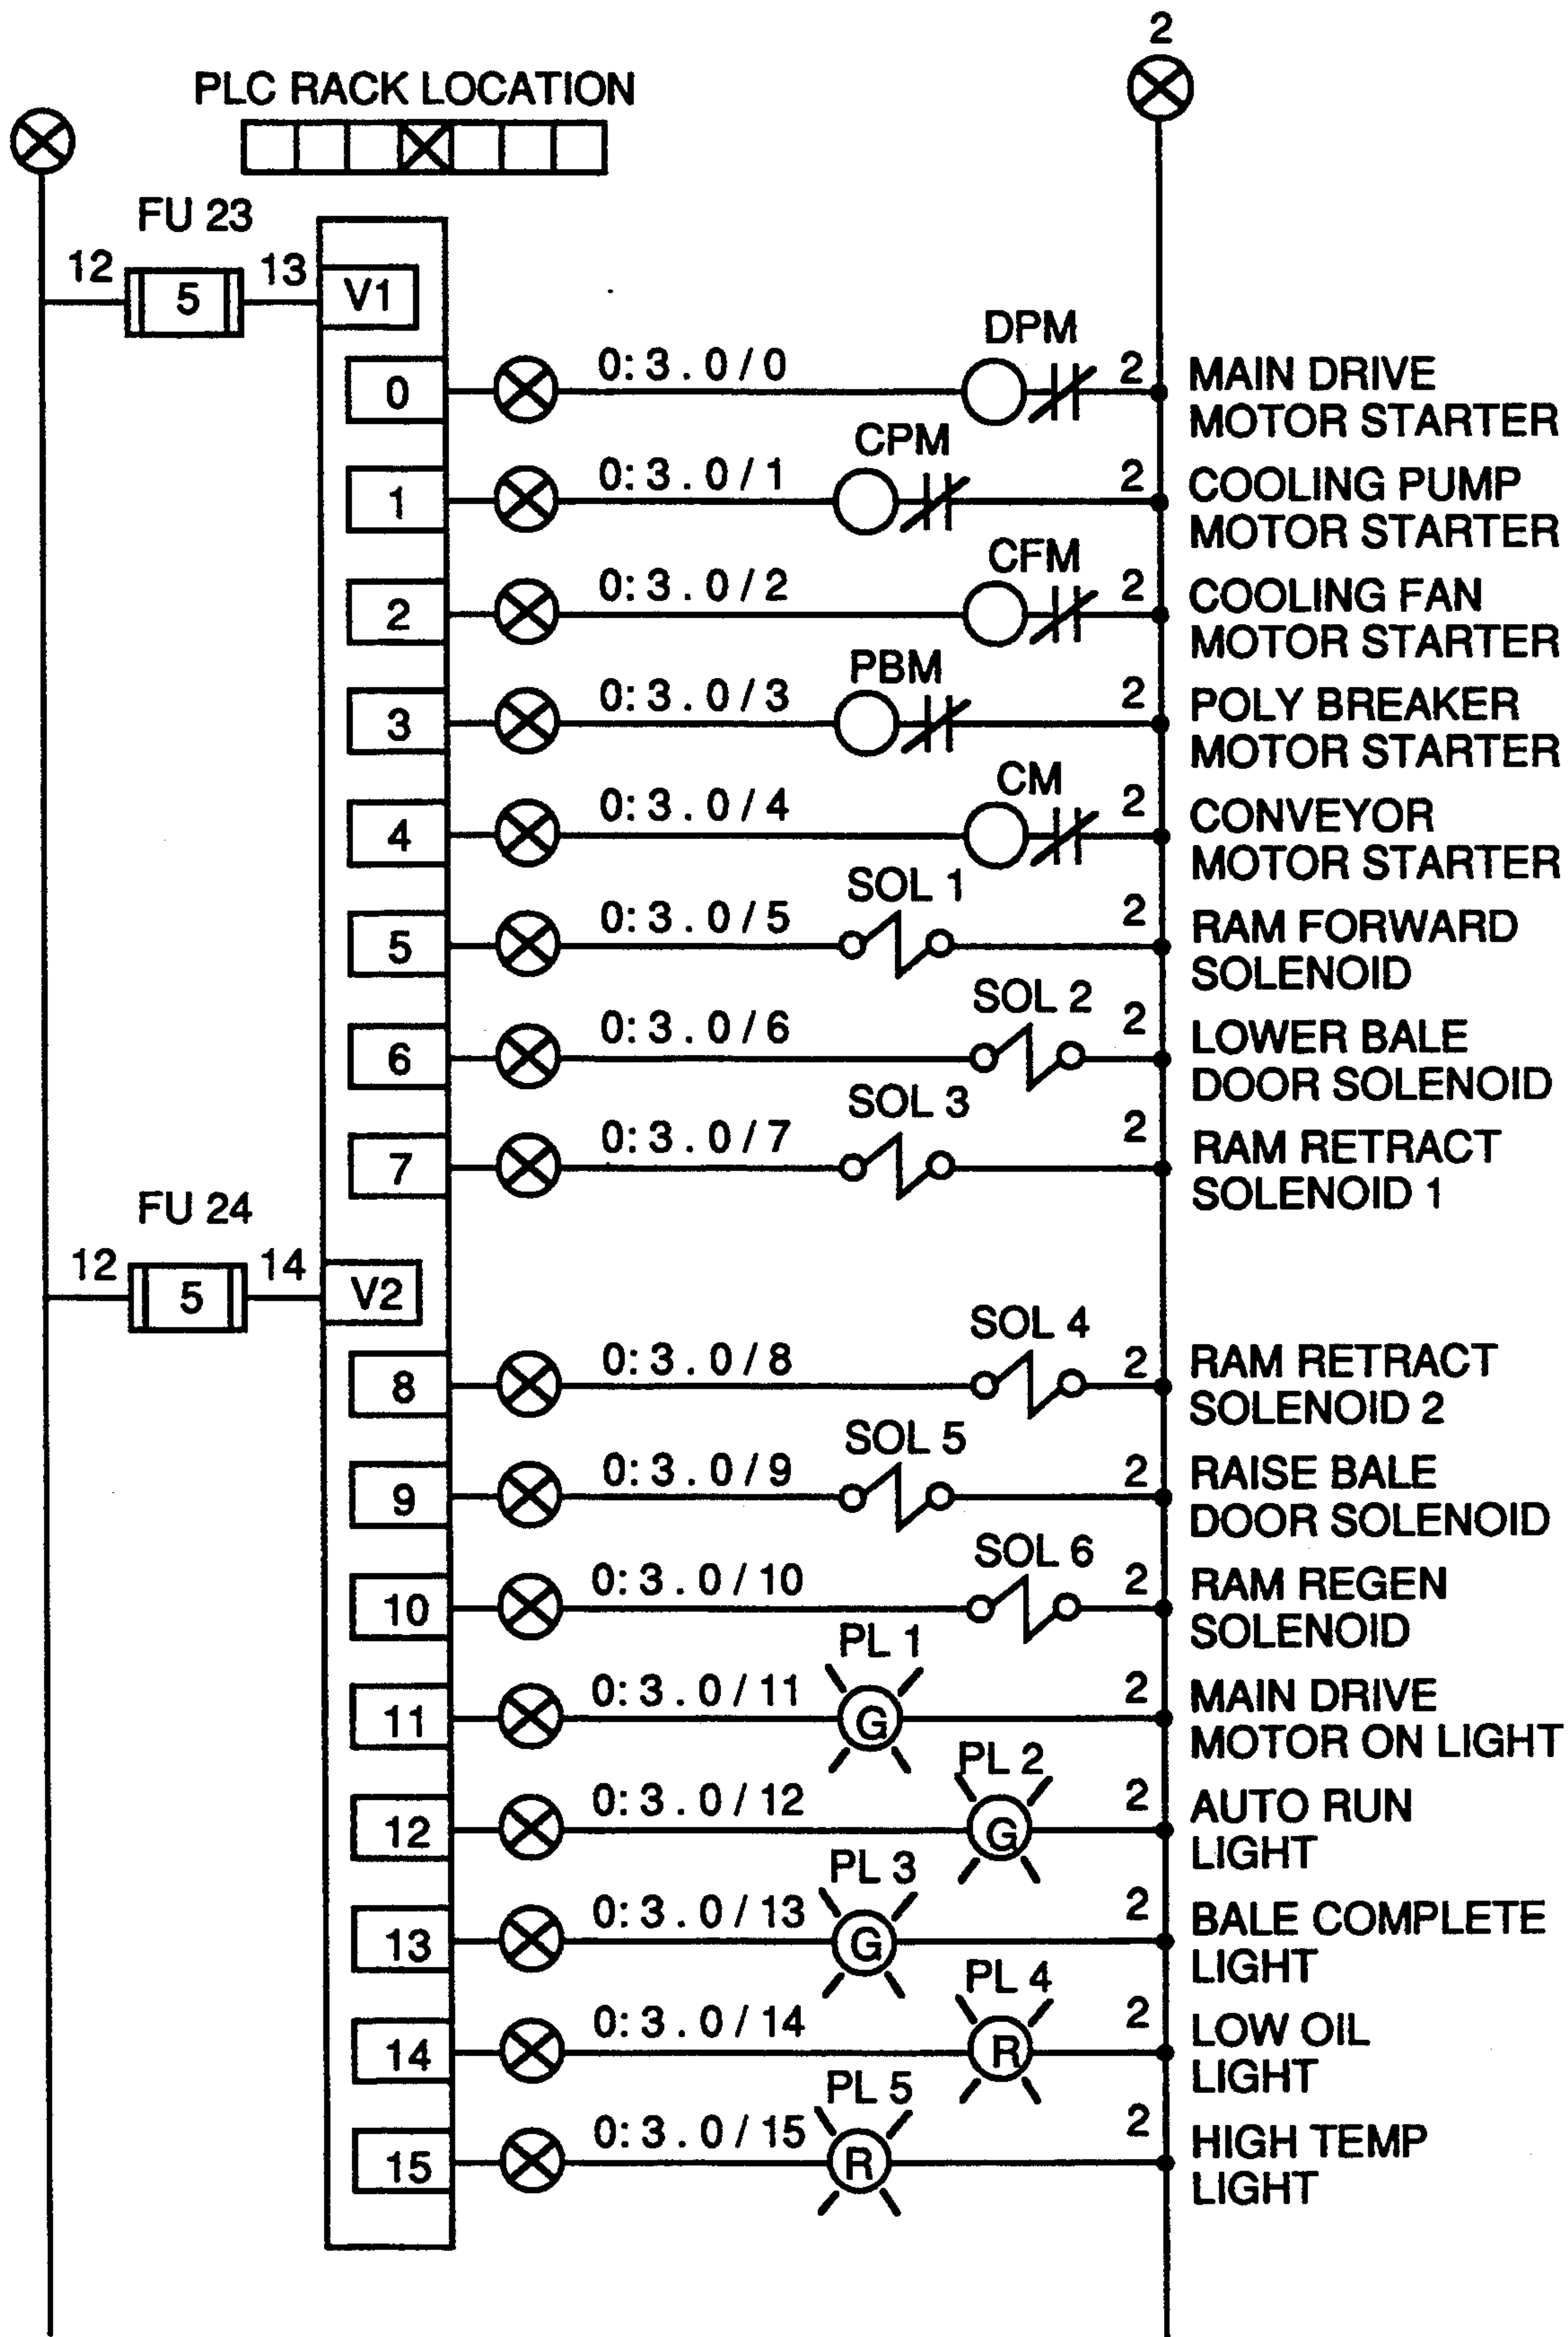 2
PLC RACK LOCATION
FU 23
12 5 13 V1
DPM
0 0:3.0/0 2 MAIN DRIVE
MOTOR STARTER
CPM
1 0:3.0/1 2 COOLING PUMP
MOTOR STARTER
CFM
2 0:3.0/2 2 COOLING FAN
MOTOR STARTER
PBM
3 0:3.0/3 2 POLY BREAKER
MOTOR STARTER
CM
4 0:3.0/4 2 CONVEYOR
MOTOR STARTER
SOL 1
5 0:3.0/5 2 RAM FORWARD
SOLENOID
SOL 2
6 0:3.0/6 2 LOWER BALE
DOOR SOLENOID
SOL 3
7 0:3.0/7 2 RAM RETRACT
SOLENOID 1
FU 24
12 5 14 V2
SOL 4
8 0:3.0/8 2 RAM RETRACT
SOLENOID 2
SOL 5
9 0:3.0/9 2 RAISE BALE
DOOR SOLENOID
SOL 6
10 0:3.0/10 2 RAM REGEN
SOLENOID
PL 1
11 0:3.0/11 G 2 MAIN DRIVE
MOTOR ON LIGHT
PL 2
12 0:3.0/12 G 2 AUTO RUN
LIGHT
PL 3
13 0:3.0/13 G 2 BALE COMPLETE
LIGHT
PL 4
14 0:3.0/14 R 2 LOW OIL
LIGHT
PL 5
15 0:3.0/15 R 2 HIGH TEMP
LIGHT